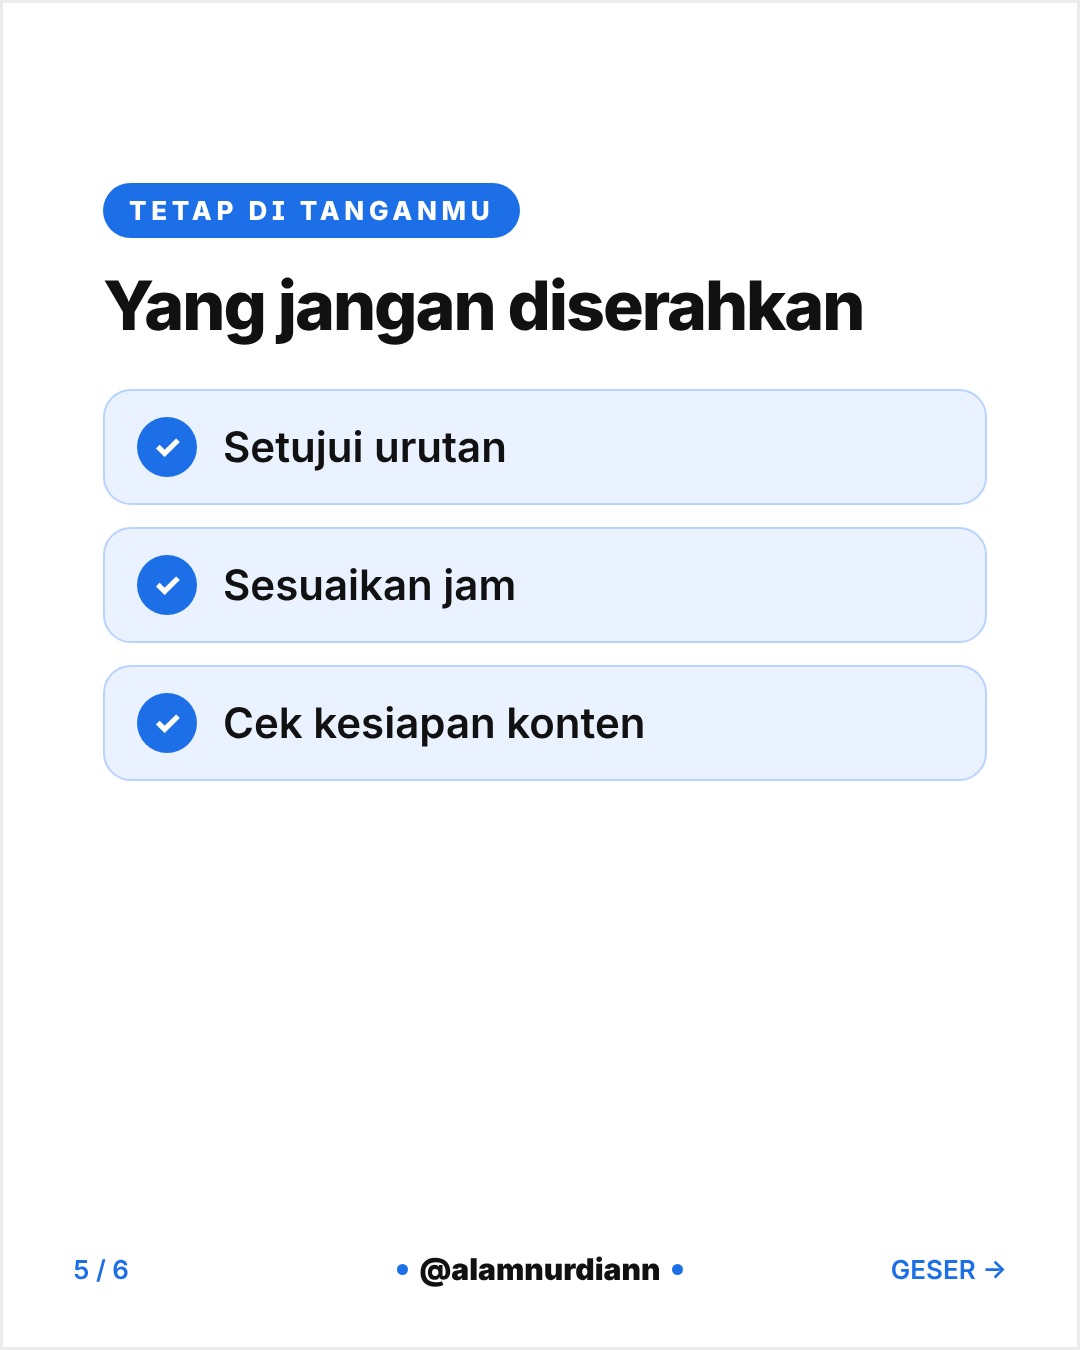 TETAP DI TANGANMU
Yang jangan diserahkan
Setujui urutan
Sesuaikan jam
Cek kesiapan konten
5 / 6
• @alamnurdiann •
GESER →